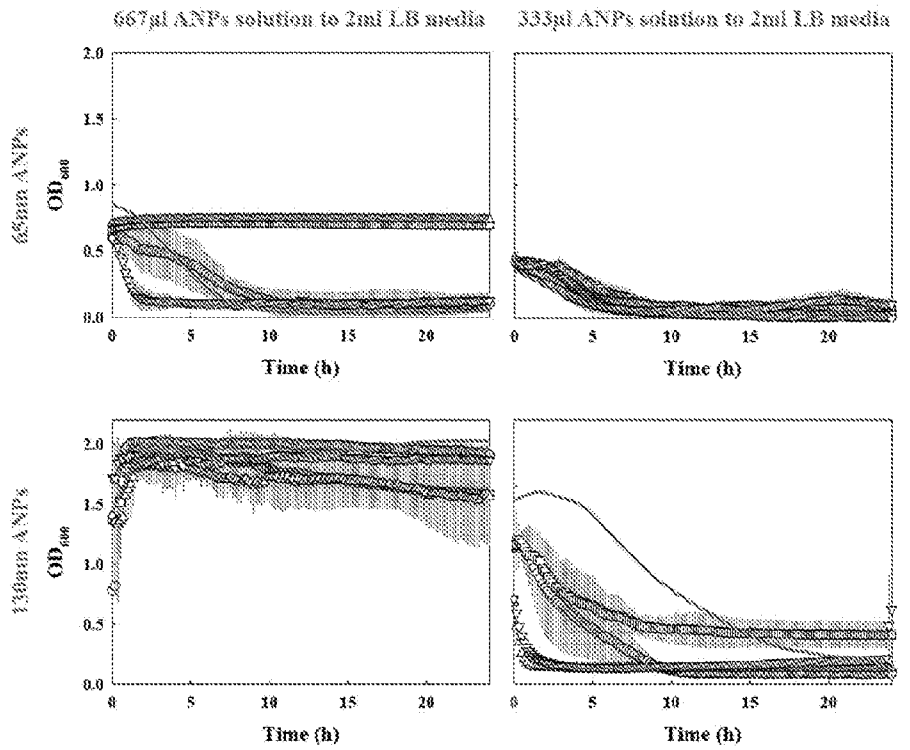 667μl ANPs solution to 2ml LB media
333μl ANPs solution to 2ml LB media
65nm ANPs
OD600
2.0
1.5
1.0
0.5
0.0
0 5 10 15 20
Time (h)
0 5 10 15 20
Time (h)
130nm ANPs
OD600
2.0
1.5
1.0
0.5
0.0
0 5 10 15 20
Time (h)
0 5 10 15 20
Time (h)